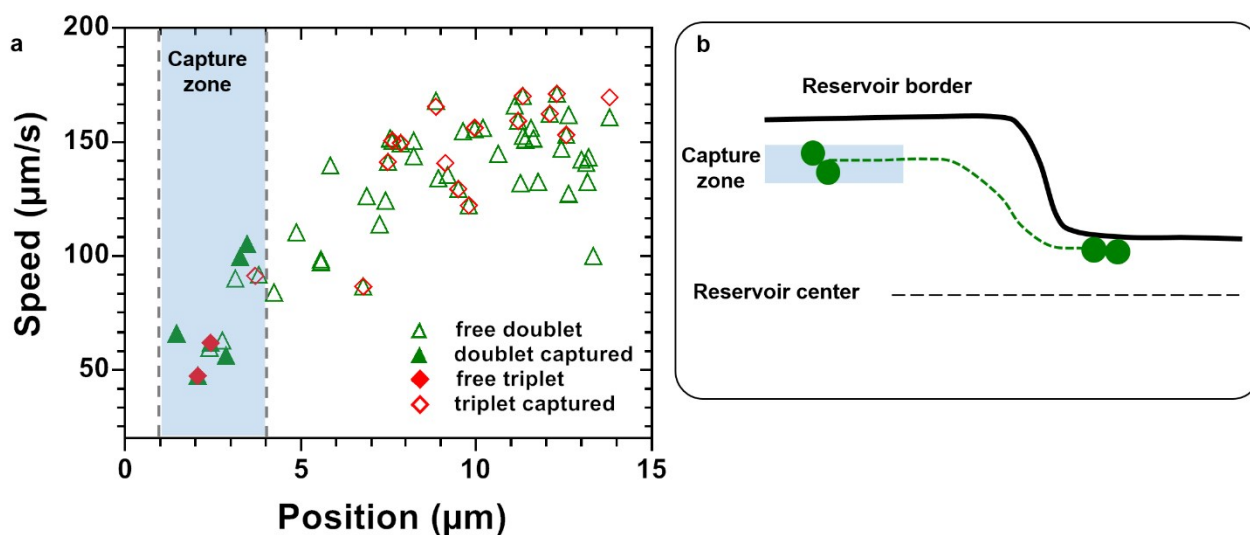 a
200
150
100
50
Speed (µm/s)
Capture
zone
free doublet
doublet captured
free triplet
triplet captured
0
5
10
15
Position (µm)
b
Reservoir border
Capture
zone
Reservoir center